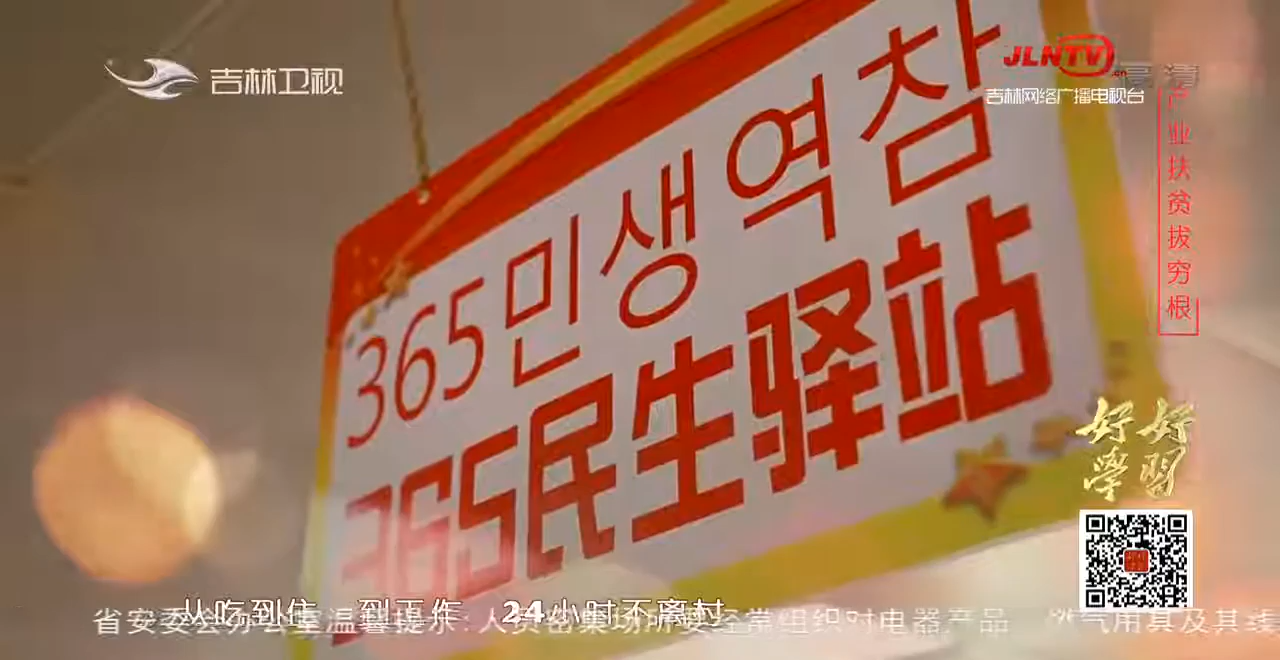 吉林卫视
JLNTV
.cn
高清
吉林网络广播电视台
产业扶贫拔穷根
365민생역참
365民生驿站
好好
学习
从吃到住 到工作 24小时不离村
省安委会办公室温馨提示:人员密集场所要经常组织对电器产品 燃气用具及其线